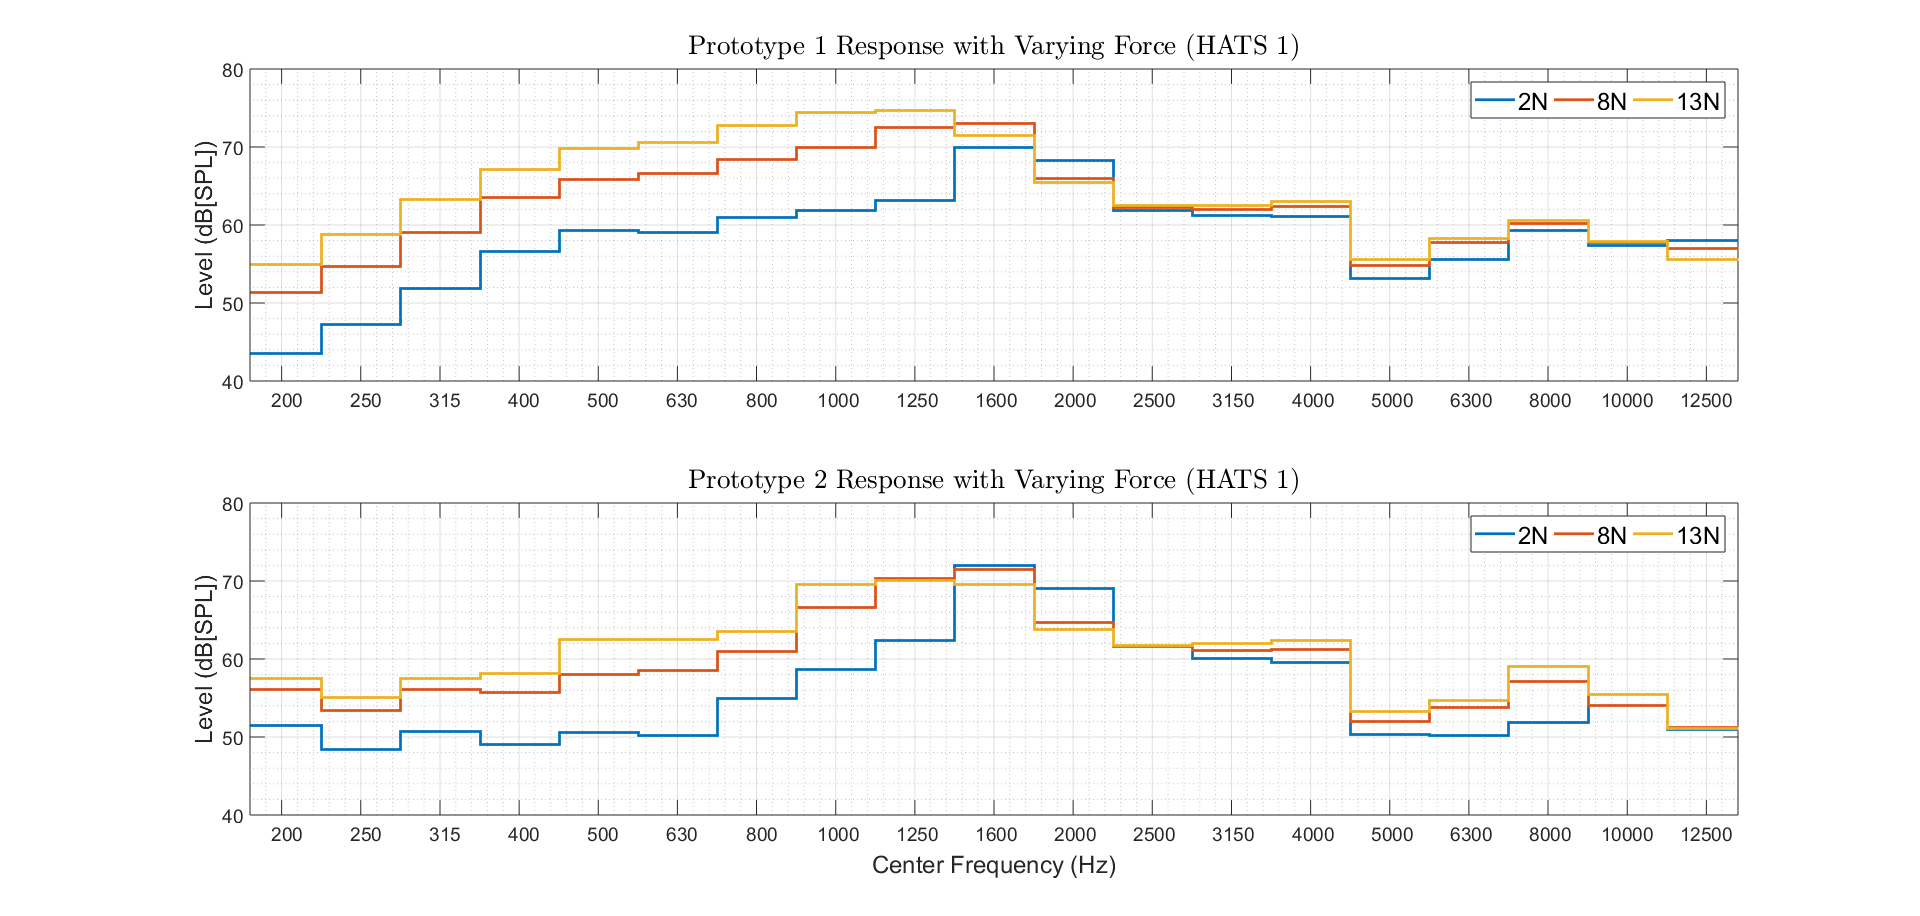 Prototype 1 Response with Varying Force (HATS 1)
2N 8N 13N
Level (dB[SPL])
80
70
60
50
40
200 250 315 400 500 630 800 1000 1250 1600 2000 2500 3150 4000 5000 6300 8000 10000 12500
Prototype 2 Response with Varying Force (HATS 1)
2N 8N 13N
Level (dB[SPL])
80
70
60
50
40
200 250 315 400 500 630 800 1000 1250 1600 2000 2500 3150 4000 5000 6300 8000 10000 12500
Center Frequency (Hz)